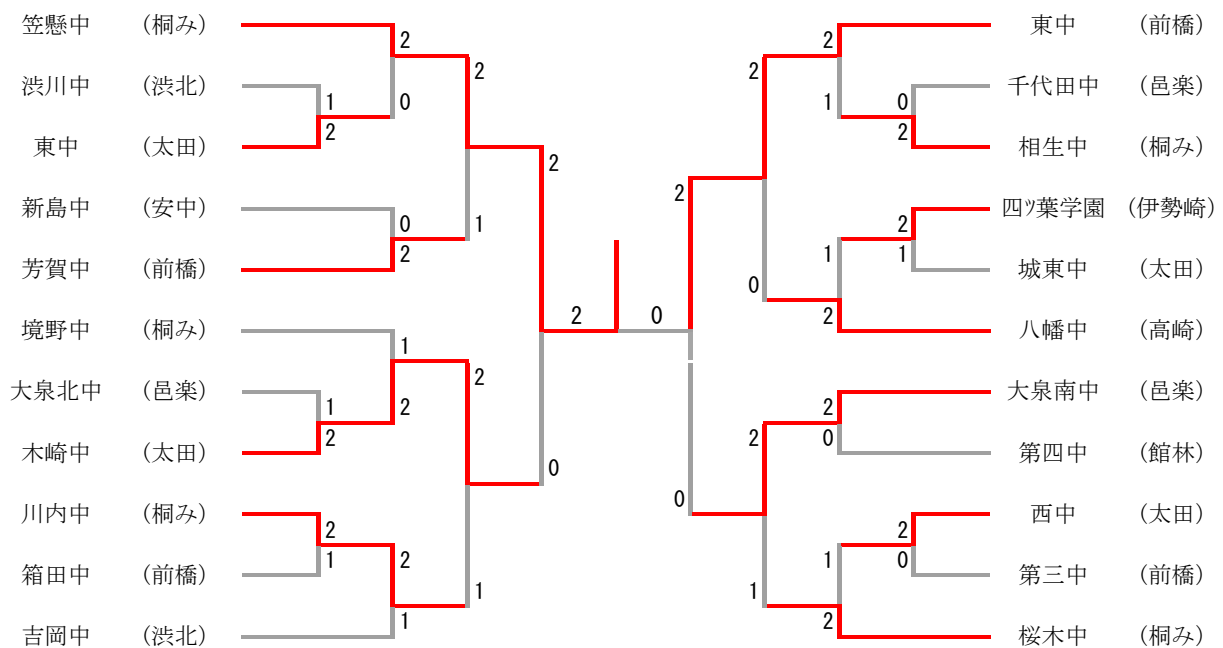 笠懸中 (桐み) 2 2 東中 (前橋)
2 2
渋川中 (渋北) 1 0 1 0 千代田中 (邑楽)
東中 (太田) 2 2 2 相生中 (桐み)
2 2
新島中 (安中) 0 1 2 四ツ葉学園 (伊勢崎)
芳賀中 (前橋) 2 1 1 城東中 (太田)
0
境野中 (桐み) 1 2 0 2 八幡中 (高崎)
2
大泉北中 (邑楽) 1 2 2 大泉南中 (邑楽)
木崎中 (太田) 2 2 0 第四中 (館林)
0 0
川内中 (桐み) 2 2 西中 (太田)
箱田中 (前橋) 1 2 1 0 第三中 (前橋)
1 1
吉岡中 (渋北) 1 2 桜木中 (桐み)